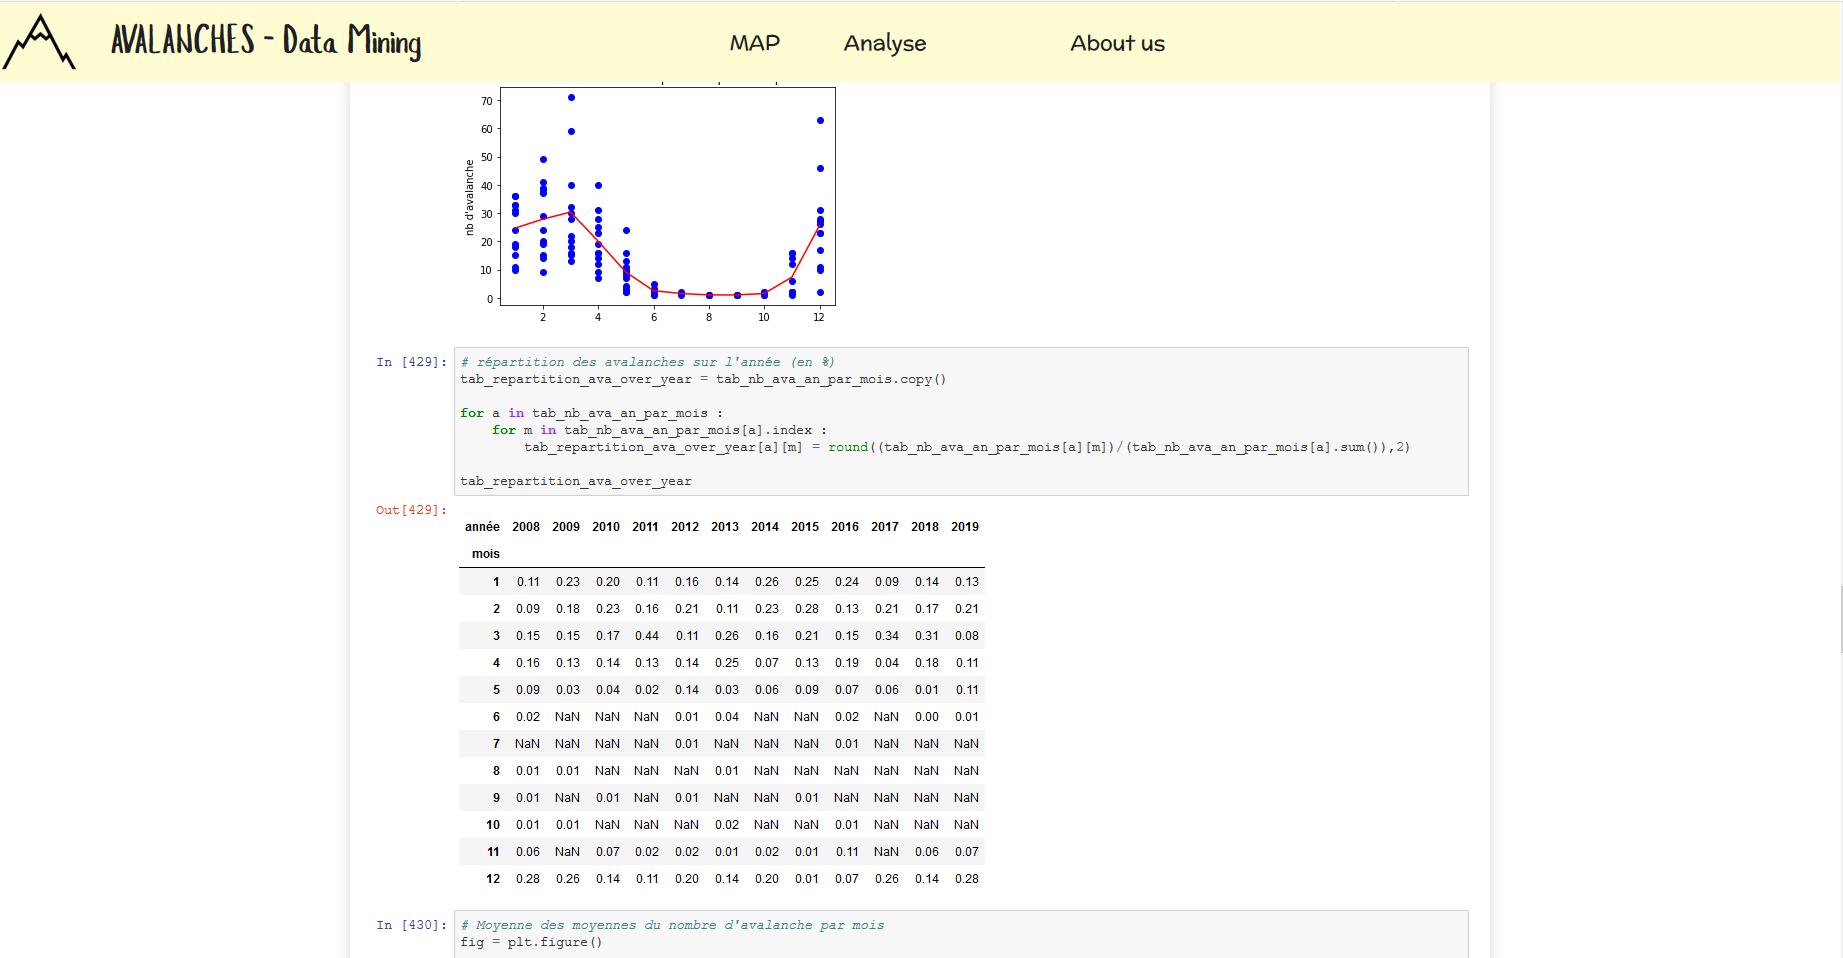 AVALANCHES - Data Mining
MAP Analyse About us
70
60
50
40
30
20
10
0
nb d'avalanche
2 4 6 8 10 12
In [429]:
# répartition des avalanches sur l'année (en %)
tab_repartition_ava_over_year = tab_nb_ava_an_par_mois.copy()
for a in tab_nb_ava_an_par_mois :
for m in tab_nb_ava_an_par_mois[a].index :
tab_repartition_ava_over_year[a][m] = round((tab_nb_ava_an_par_mois[a][m])/(tab_nb_ava_an_par_mois[a].sum()),2)
tab_repartition_ava_over_year
Out[429]:
année 2008 2009 2010 2011 2012 2013 2014 2015 2016 2017 2018 2019
mois
1 0.11 0.23 0.20 0.11 0.16 0.14 0.26 0.25 0.24 0.09 0.14 0.13
2 0.09 0.18 0.23 0.16 0.21 0.11 0.23 0.28 0.13 0.21 0.17 0.21
3 0.15 0.15 0.17 0.44 0.11 0.26 0.16 0.21 0.15 0.34 0.31 0.08
4 0.16 0.13 0.14 0.13 0.14 0.25 0.07 0.13 0.19 0.04 0.18 0.11
5 0.09 0.03 0.04 0.02 0.14 0.03 0.06 0.09 0.07 0.06 0.01 0.11
6 0.02 NaN NaN NaN 0.01 0.04 NaN NaN 0.02 NaN 0.00 0.01
7 NaN NaN NaN NaN 0.01 NaN NaN NaN 0.01 NaN NaN NaN
8 0.01 0.01 NaN NaN NaN 0.01 NaN NaN NaN NaN NaN NaN
9 0.01 NaN 0.01 NaN 0.01 NaN NaN 0.01 NaN NaN NaN NaN
10 0.01 0.01 NaN NaN NaN 0.02 NaN NaN 0.01 NaN NaN NaN
11 0.06 NaN 0.07 0.02 0.02 0.01 0.02 0.01 0.11 NaN 0.06 0.07
12 0.28 0.26 0.14 0.11 0.20 0.14 0.20 0.01 0.07 0.26 0.14 0.28
In [430]:
# Moyenne des moyennes du nombre d'avalanche par mois
fig = plt.figure()